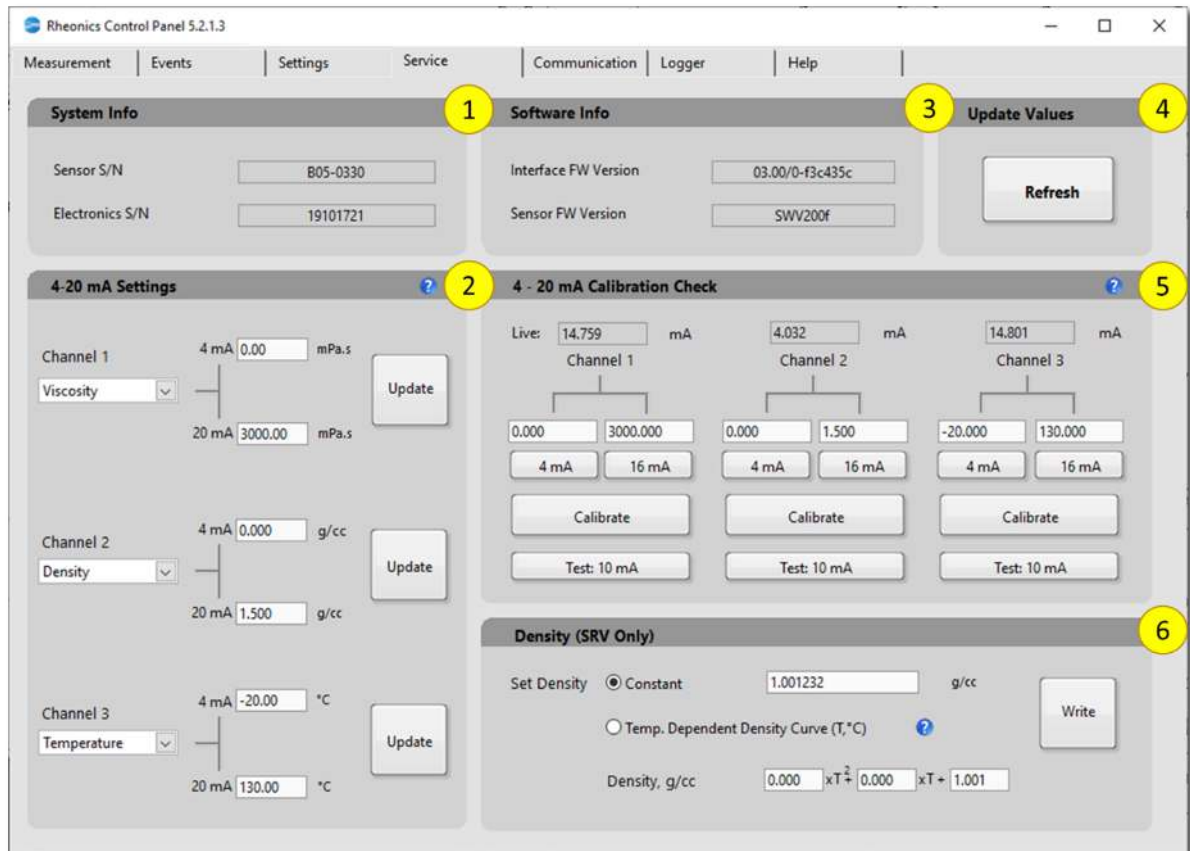 Rheonics Control Panel 5.2.1.3
Measurement Events Settings Service Communication Logger Help
System Info 1
Sensor S/N B05-0330
Electronics S/N 19101721
Software Info 3
Interface FW Version 03.00/0-f3c435c
Sensor FW Version SWV200f
Update Values 4
Refresh
4-20 mA Settings ? 2
Channel 1
Viscosity
4 mA 0.00 mPa.s
20 mA 3000.00 mPa.s
Update
Channel 2
Density
4 mA 0.000 g/cc
20 mA 1.500 g/cc
Update
Channel 3
Temperature
4 mA -20.00 °C
20 mA 130.00 °C
Update
4 - 20 mA Calibration Check ? 5
Live: 14.759 mA 4.032 mA 14.801 mA
Channel 1 Channel 2 Channel 3
0.000 3000.000 0.000 1.500 -20.000 130.000
4 mA 16 mA 4 mA 16 mA 4 mA 16 mA
Calibrate Calibrate Calibrate
Test: 10 mA Test: 10 mA Test: 10 mA
Density (SRV Only) 6
Set Density Constant 1.001232 g/cc
Temp. Dependent Density Curve (T,°C) ?
Write
Density, g/cc 0.000 xT²+ 0.000 xT + 1.001